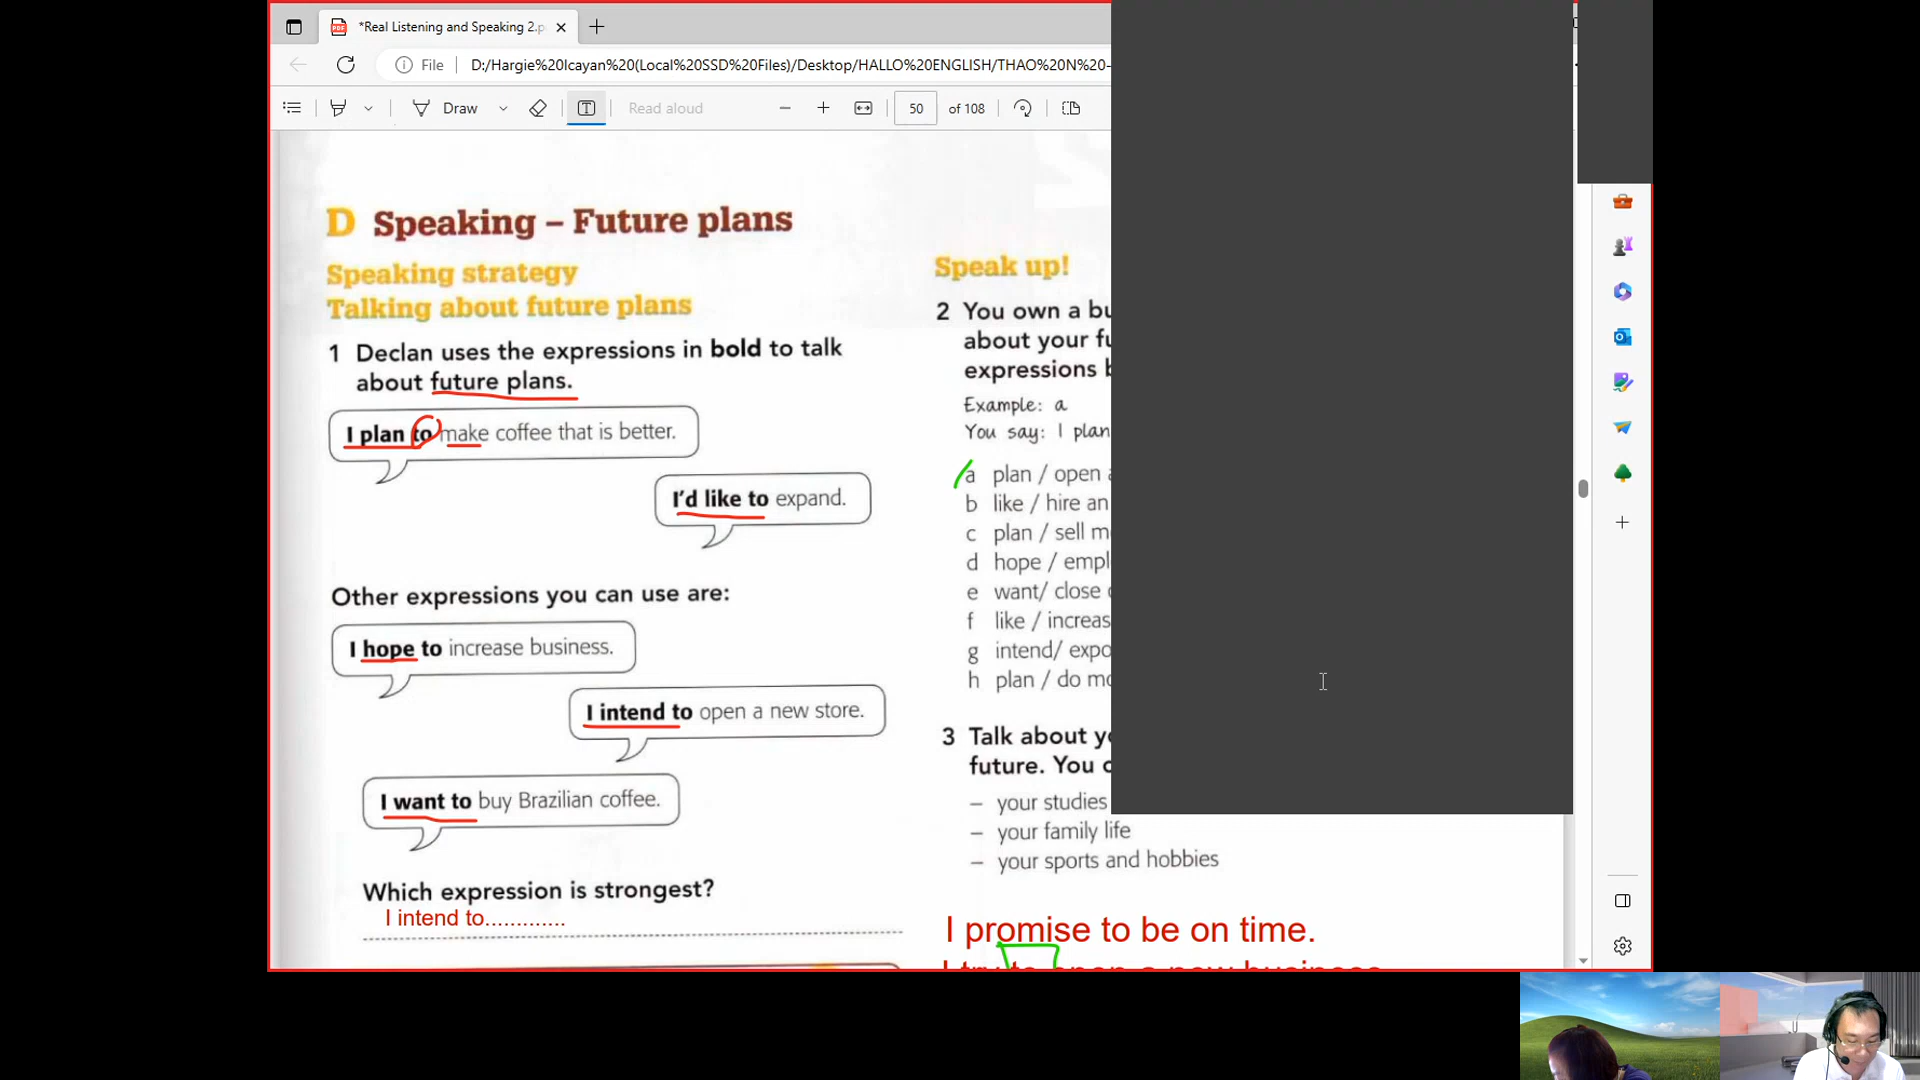 *Real Listening and Speaking 2.p
File
D:/Hargie%20Icayan%20(Local%20SSD%20Files)/Desktop/HALLO%20ENGLISH/THAO%20N%20-
Draw
Read aloud
50 of 108
D Speaking – Future plans
Speaking strategy
Talking about future plans
1 Declan uses the expressions in bold to talk
about future plans.
I plan to make coffee that is better.
I'd like to expand.
Other expressions you can use are:
I hope to increase business.
I intend to open a new store.
I want to buy Brazilian coffee.
Which expression is strongest?
I intend to.............
Speak up!
2 You own a bu
about your fu
expressions b
Example: a
You say: I plan
a plan / open a
b like / hire an
c plan / sell m
d hope / empl
e want/ close
f like / increas
g intend/ expo
h plan / do mo
3 Talk about yo
future. You c
– your studies
– your family life
– your sports and hobbies
I promise to be on time.
I try to open a new business